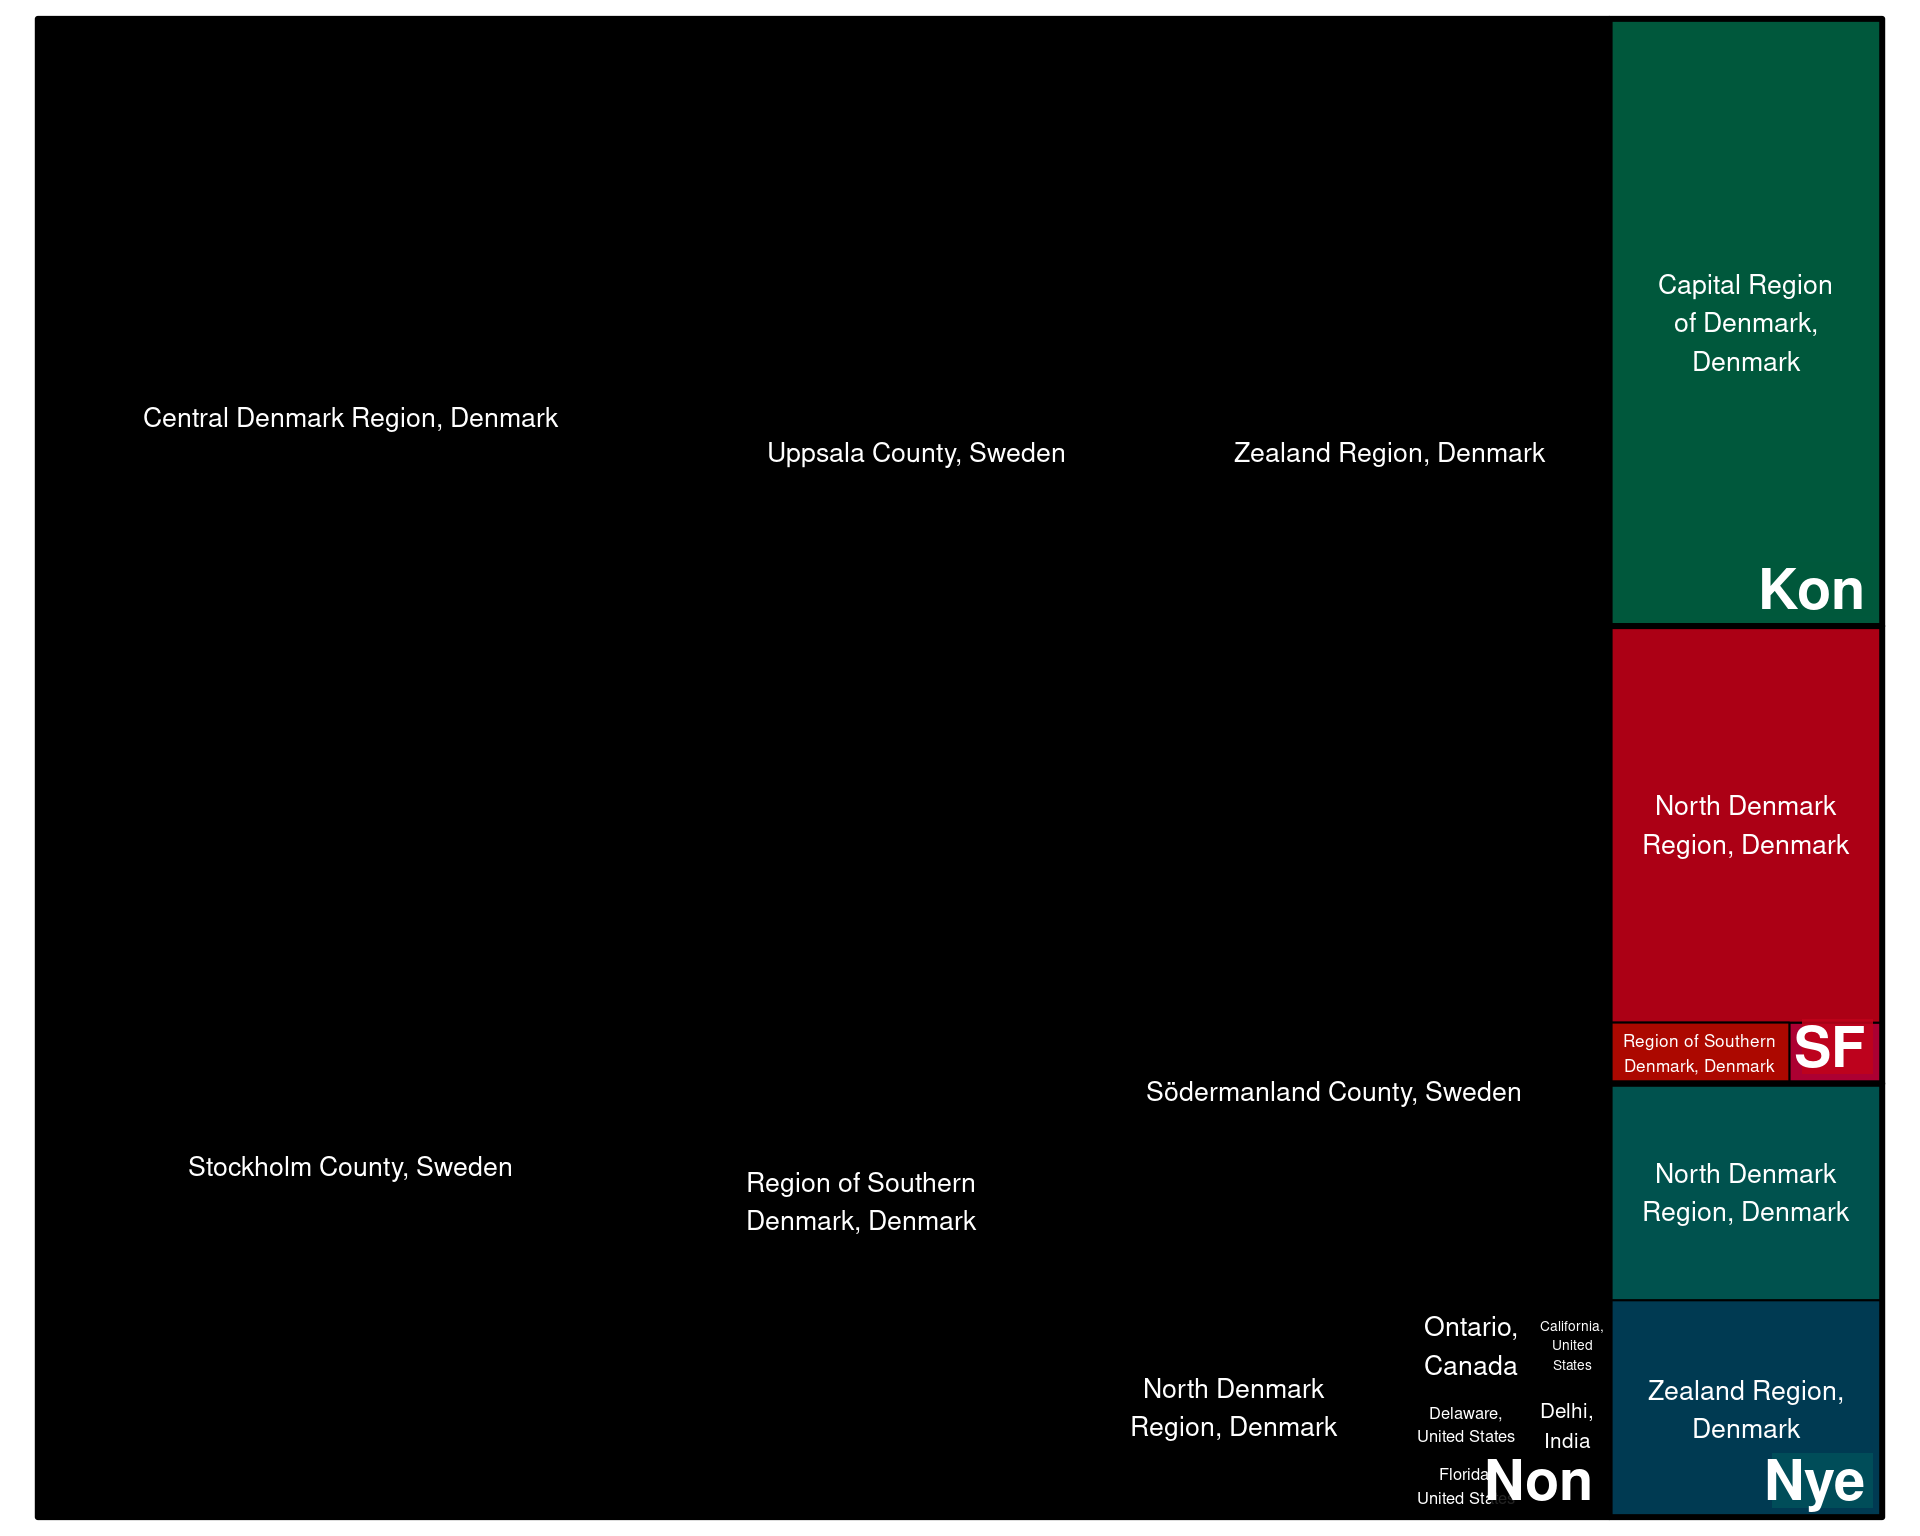 Central Denmark Region, Denmark
Uppsala County, Sweden
Zealand Region, Denmark
Stockholm County, Sweden
Region of Southern
Denmark, Denmark
Södermanland County, Sweden
North Denmark
Region, Denmark
Ontario,
Canada
California,
United
States
Delaware,
United States
Delhi,
India
Florida
United States
Non
Capital Region
of Denmark,
Denmark
Kon
North Denmark
Region, Denmark
Region of Southern
Denmark, Denmark
SF
North Denmark
Region, Denmark
Zealand Region,
Denmark
Nye